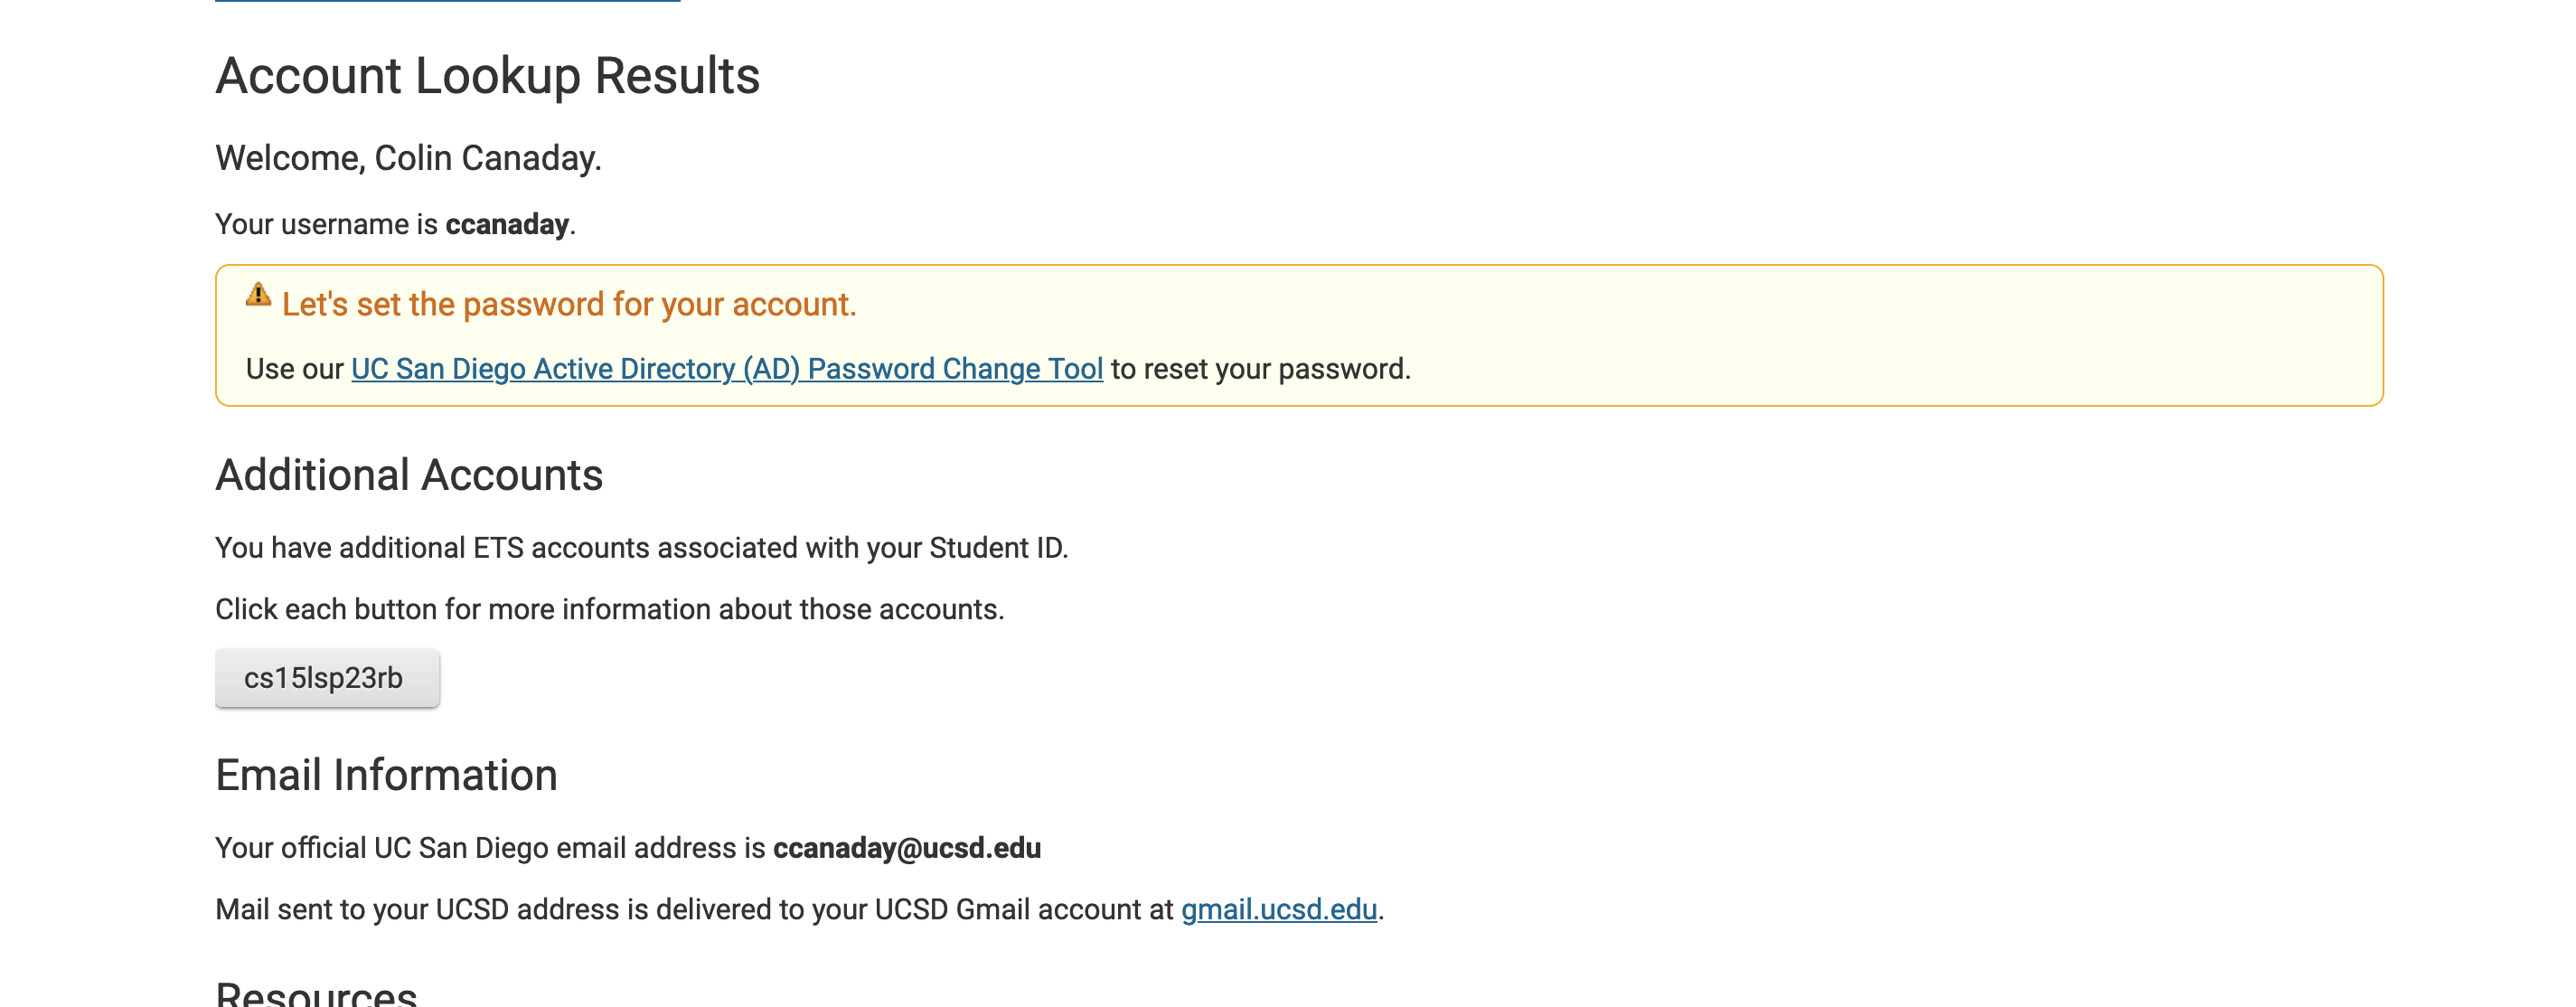 Account Lookup Results
Welcome, Colin Canaday.
Your username is ccanaday.
Let's set the password for your account.
Use our UC San Diego Active Directory (AD) Password Change Tool to reset your password.
Additional Accounts
You have additional ETS accounts associated with your Student ID.
Click each button for more information about those accounts.
cs15lsp23rb
Email Information
Your official UC San Diego email address is ccanaday@ucsd.edu
Mail sent to your UCSD address is delivered to your UCSD Gmail account at gmail.ucsd.edu.
Resources